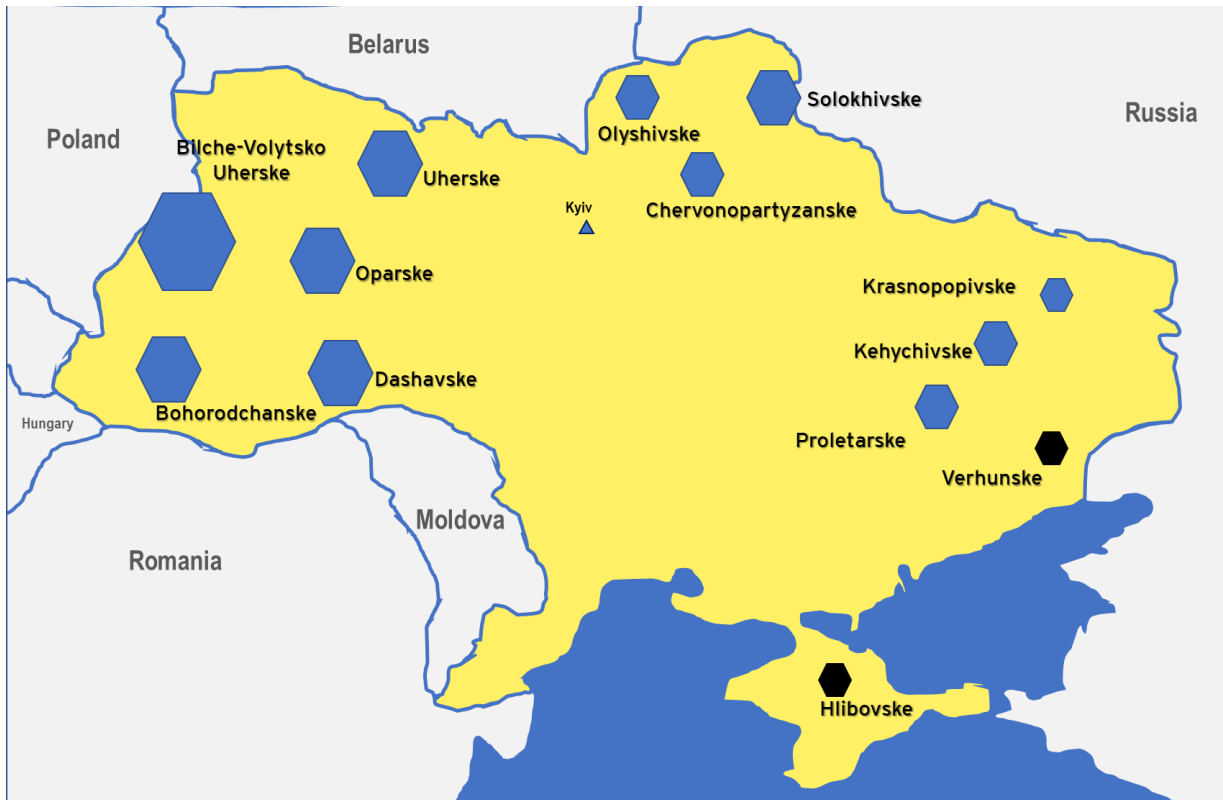 Belarus
Poland
Russia
Bilche-Volytsko
Uherske
Uherske
Olyshivske
Solokhivske
Chervonopartyzanske
Kyiv
Oparske
Krasnopopivske
Kehychivske
Dashavske
Bohorodchanske
Hungary
Proletarske
Verhunske
Moldova
Romania
Hlibovske